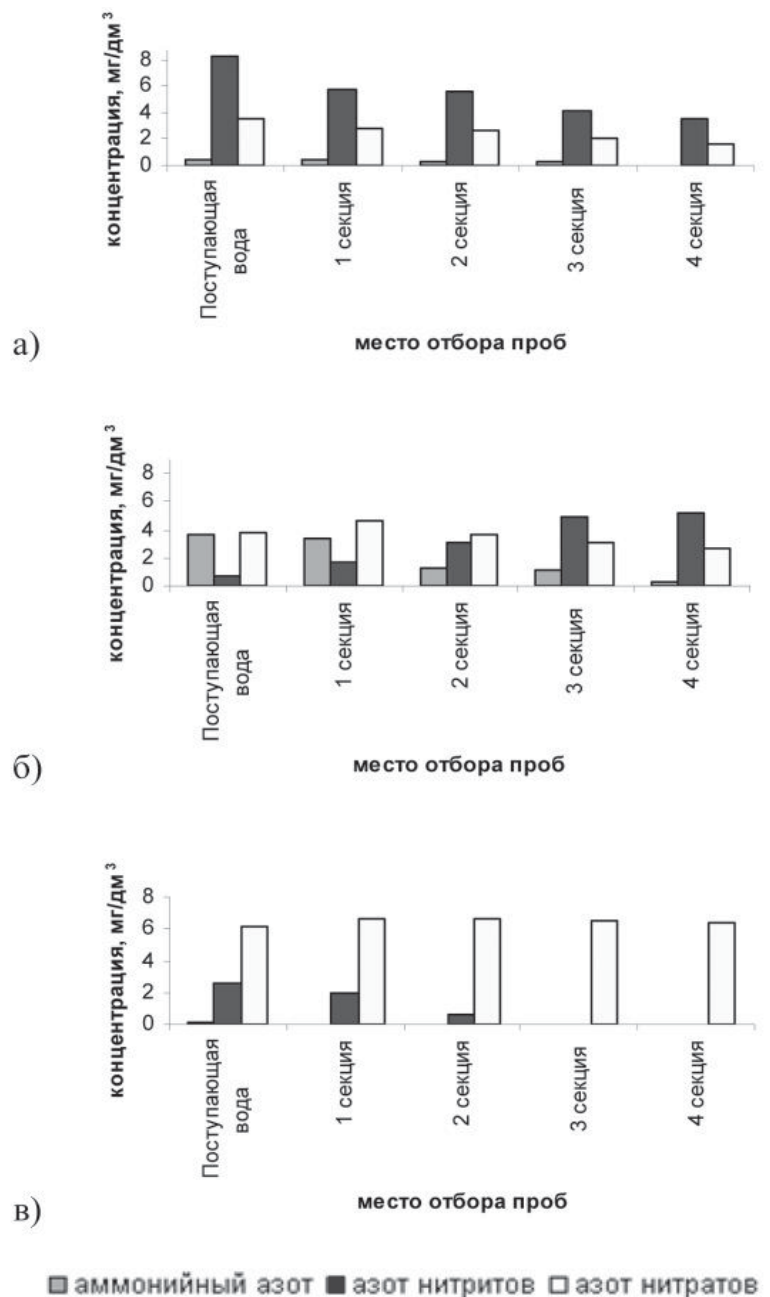 концентрация, мг/дм³
8
6
4
2
0
Поступающая
вода
1 секция
2 секция
3 секция
4 секция
место отбора проб
а)
концентрация, мг/дм³
8
6
4
2
0
Поступающая
вода
1 секция
2 секция
3 секция
4 секция
место отбора проб
б)
концентрация, мг/дм³
8
6
4
2
0
Поступающая
вода
1 секция
2 секция
3 секция
4 секция
место отбора проб
в)
аммонийный азот азот нитритов азот нитратов